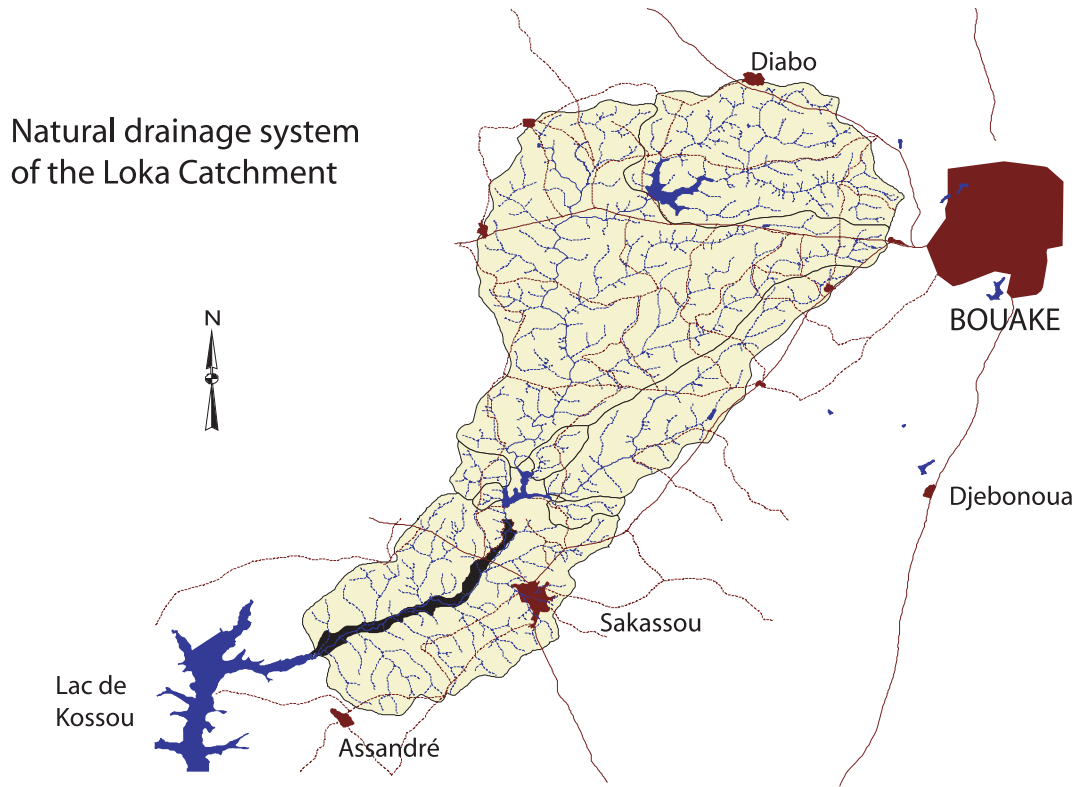 Diabo
Natural drainage system
of the Loka Catchment
N
BOUAKE
Djebonoua
Sakassou
Lac de
Kossou
Assandré